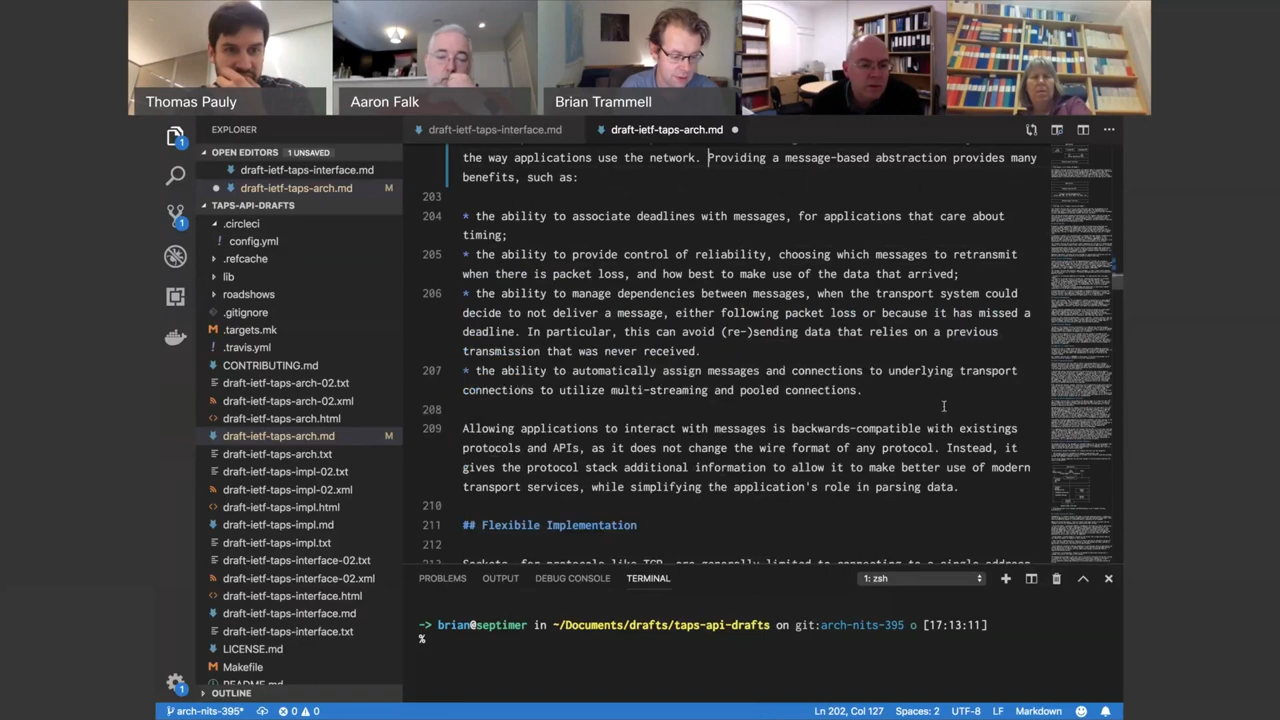 Thomas Pauly
Aaron Falk
Brian Trammell
EXPLORER
OPEN EDITORS 1 UNSAVED
draft-ietf-taps-interface.md
draft-ietf-taps-arch.md M
TAPS-API-DRAFTS
.circleci
config.yml
.refcache
lib
roadshows
.gitignore
.targets.mk
.travis.yml
CONTRIBUTING.md
draft-ietf-taps-arch-02.txt
draft-ietf-taps-arch-02.xml
draft-ietf-taps-arch.html
draft-ietf-taps-arch.md M
draft-ietf-taps-arch.txt
draft-ietf-taps-impl-02.txt
draft-ietf-taps-impl-02.xml
draft-ietf-taps-impl.html
draft-ietf-taps-impl.md
draft-ietf-taps-impl.txt
draft-ietf-taps-interface-02
draft-ietf-taps-interface-02.xml
draft-ietf-taps-interface.html
draft-ietf-taps-interface.md
draft-ietf-taps-interface.txt
LICENSE.md
Makefile
README.md
OUTLINE
draft-ietf-taps-interface.md draft-ietf-taps-arch.md
the way applications use the network. Providing a message-based abstraction provides many
benefits, such as:
203
204 * the ability to associate deadlines with messages, for applications that care about
timing;
205 * the ability to provide control of reliability, choosing which messages to retransmit
when there is packet loss, and how best to make use of the data that arrived;
206 * the ability to manage dependencies between messages, when the transport system could
decide to not deliver a message, either following packet loss or because it has missed a
deadline. In particular, this can avoid (re-)sending data that relies on a previous
transmission that was never received.
207 * the ability to automatically assign messages and connections to underlying transport
connections to utilize multi-streaming and pooled connections.
208
209 Allowing applications to interact with messages is backwards-compatible with existings
protocols and APIs, as it does not change the wire format of any protocol. Instead, it
gives the protocol stack additional information to allow it to make better use of modern
transport services, while simplifying the application's role in parsing data.
210
211 ## Flexibile Implementation
212
Sockets, for protocols like TCP, are generally limited to connecting to a single address
PROBLEMS OUTPUT DEBUG CONSOLE TERMINAL 1: zsh
-> brian@septimer in ~/Documents/drafts/taps-api-drafts on git:arch-nits-395 o [17:13:11]
%
arch-nits-395* 0 0 Ln 202, Col 127 Spaces: 2 UTF-8 LF Markdown